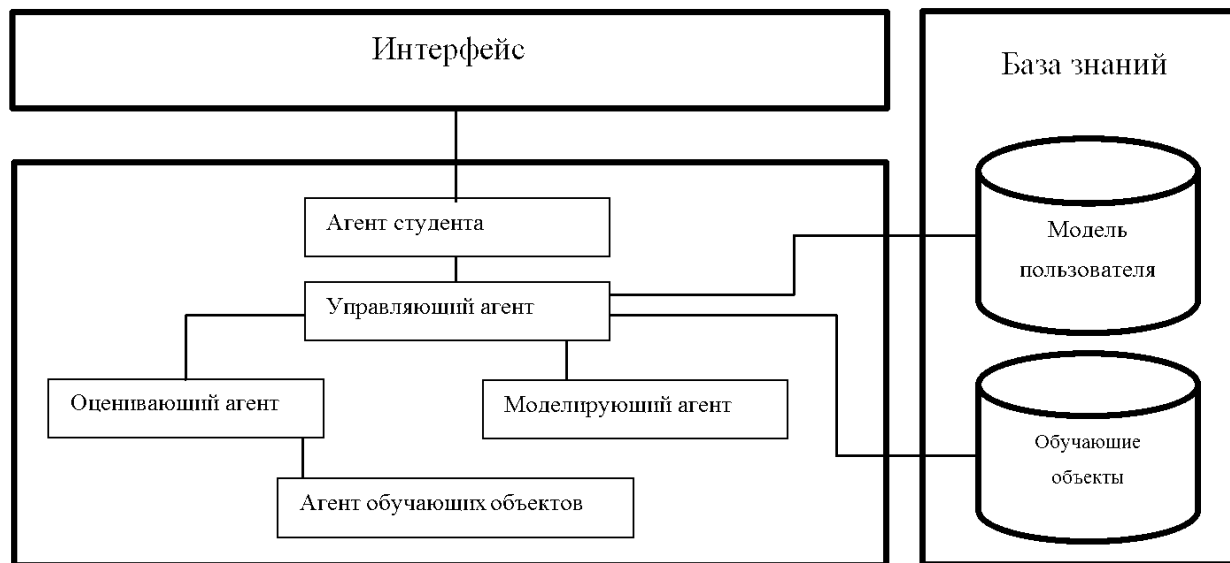 Интерфейс
База знаний
Агент студента
Управляющий агент
Оценивающий агент
Моделирующий агент
Агент обучающих объектов
Модель
пользователя
Обучающие
объекты